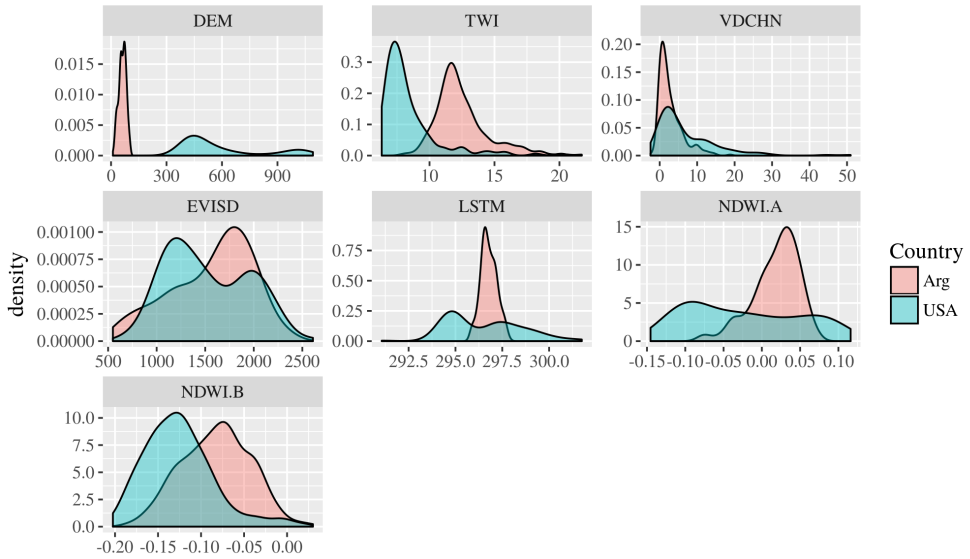 DEM TWI VDCHN
0.015 0.010 0.005 0.000
0.3 0.2 0.1 0.0
0.20 0.15 0.10 0.05 0.00
0 300 600 900
10 15 20
0 10 20 30 40 50
EVISD LSTM NDWI.A
0.00100 0.00075 0.00050 0.00025 0.00000
0.75 0.50 0.25 0.00
15 10 5 0
500 1000 1500 2000 2500
292.5 295.0 297.5 300.0
-0.15 -0.10 -0.05 0.00 0.05 0.10
density
Country
Arg
USA
NDWI.B
10.0 7.5 5.0 2.5 0.0
-0.20 -0.15 -0.10 -0.05 0.00